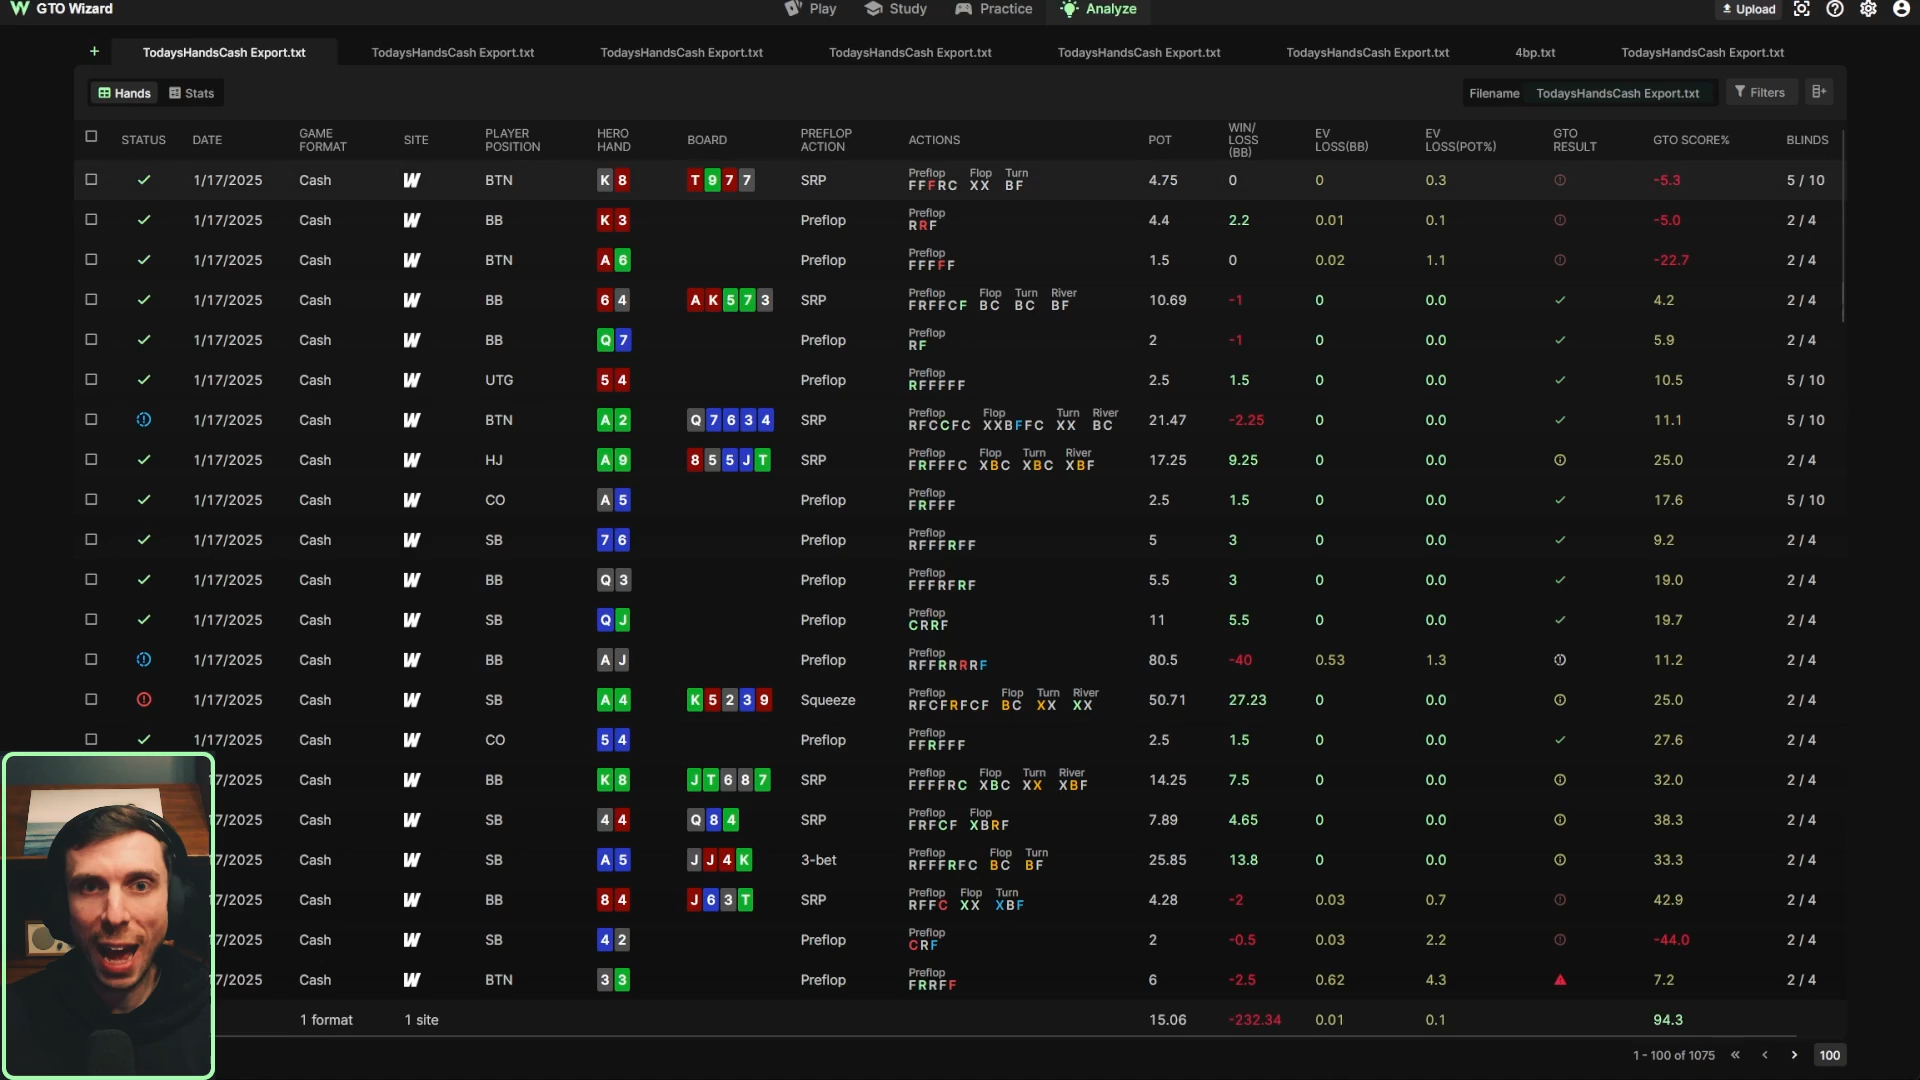 GTO Wizard Play Study Practice Analyze Upload
+ TodaysHandsCash Export.txt TodaysHandsCash Export.txt TodaysHandsCash Export.txt TodaysHandsCash Export.txt TodaysHandsCash Export.txt TodaysHandsCash Export.txt 4bp.txt TodaysHandsCash Export.txt
Hands Stats Filename TodaysHandsCash Export.txt Filters
STATUS DATE GAME FORMAT SITE PLAYER POSITION HERO HAND BOARD PREFLOP ACTION ACTIONS POT WIN/LOSS (BB) EV LOSS(BB) EV LOSS(POT%) GTO RESULT GTO SCORE% BLINDS
1/17/2025 Cash W BTN K 8 T 9 7 7 SRP Preflop FFFRC Flop XX Turn BF 4.75 0 0 0.3 -5.3 5 / 10
1/17/2025 Cash W BB K 3 Preflop Preflop RRF 4.4 2.2 0.01 0.1 -5.0 2 / 4
1/17/2025 Cash W BTN A 6 Preflop Preflop FFFFF 1.5 0 0.02 1.1 -22.7 2 / 4
1/17/2025 Cash W BB 6 4 A K 5 7 3 SRP Preflop FRFFCF Flop BC Turn BC River BF 10.69 -1 0 0.0 4.2 2 / 4
1/17/2025 Cash W BB Q 7 Preflop Preflop RF 2 -1 0 0.0 5.9 2 / 4
1/17/2025 Cash W UTG 5 4 Preflop Preflop RFFFFF 2.5 1.5 0 0.0 10.5 5 / 10
1/17/2025 Cash W BTN A 2 Q 7 6 3 4 SRP Preflop RFCCFC Flop XXBFFC Turn XX River BC 21.47 -2.25 0 0.0 11.1 5 / 10
1/17/2025 Cash W HJ A 9 8 5 5 J T SRP Preflop FRFFFC Flop XBC Turn XBC River XBF 17.25 9.25 0 0.0 25.0 2 / 4
1/17/2025 Cash W CO A 5 Preflop Preflop FRFFF 2.5 1.5 0 0.0 17.6 5 / 10
1/17/2025 Cash W SB 7 6 Preflop Preflop RFFFRFF 5 3 0 0.0 9.2 2 / 4
1/17/2025 Cash W BB Q 3 Preflop Preflop FFFRFRF 5.5 3 0 0.0 19.0 2 / 4
1/17/2025 Cash W SB Q J Preflop Preflop CRRF 11 5.5 0 0.0 19.7 2 / 4
1/17/2025 Cash W BB A J Preflop Preflop RFFRRRRF 80.5 -40 0.53 1.3 11.2 2 / 4
1/17/2025 Cash W SB A 4 K 5 2 3 9 Squeeze Preflop RFCFRFCF Flop BC Turn XX River XX 50.71 27.23 0 0.0 25.0 2 / 4
1/17/2025 Cash W CO 5 4 Preflop Preflop FFRFFF 2.5 1.5 0 0.0 27.6 2 / 4
17/2025 Cash W BB K 8 J T 6 8 7 SRP Preflop FFFFRC Flop XBC Turn XX River XBF 14.25 7.5 0 0.0 32.0 2 / 4
7/2025 Cash W SB 4 4 Q 8 4 SRP Preflop FRFCF Flop XBRF 7.89 4.65 0 0.0 38.3 2 / 4
7/2025 Cash W SB A 5 J J 4 K 3-bet Preflop RFFFRFC Flop BC Turn BF 25.85 13.8 0 0.0 33.3 2 / 4
7/2025 Cash W BB 8 4 J 6 3 T SRP Preflop RFFC Flop XX Turn XBF 4.28 -2 0.03 0.7 42.9 2 / 4
7/2025 Cash W SB 4 2 Preflop Preflop CRF 2 -0.5 0.03 2.2 -44.0 2 / 4
7/2025 Cash W BTN 3 3 Preflop Preflop FRRFF 6 -2.5 0.62 4.3 7.2 2 / 4
1 format 1 site 15.06 -232.34 0.01 0.1 94.3
1 - 100 of 1075 « ‹ › 100